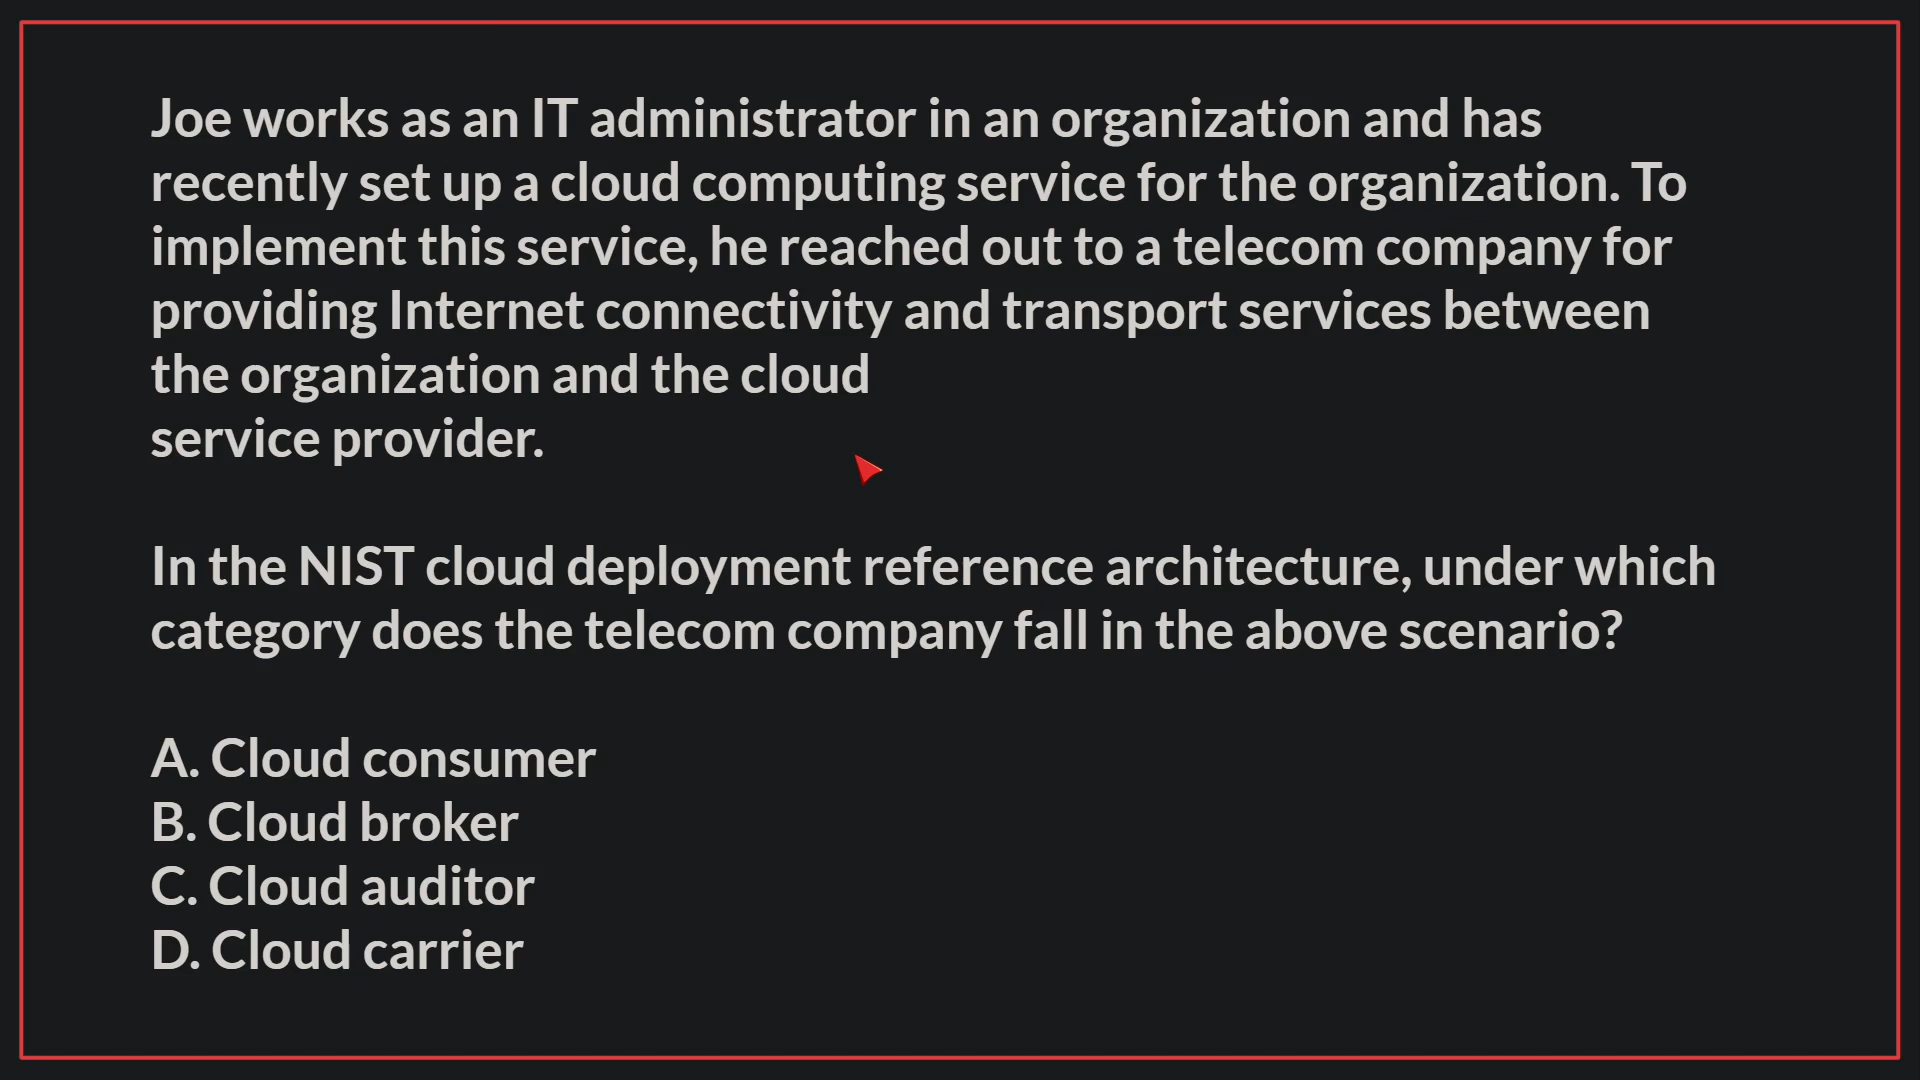 Joe works as an IT administrator in an organization and has
recently set up a cloud computing service for the organization. To
implement this service, he reached out to a telecom company for
providing Internet connectivity and transport services between
the organization and the cloud
service provider.
In the NIST cloud deployment reference architecture, under which
category does the telecom company fall in the above scenario?
A. Cloud consumer
B. Cloud broker
C. Cloud auditor
D. Cloud carrier